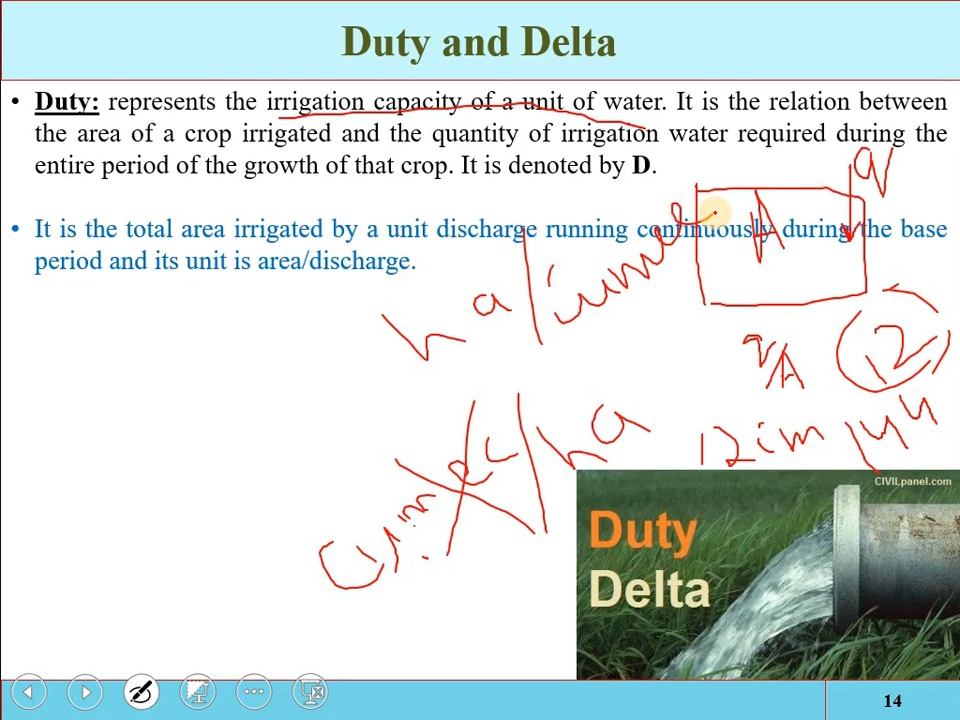 Duty and Delta
• Duty: represents the irrigation capacity of a unit of water. It is the relation between
the area of a crop irrigated and the quantity of irrigation water required during the
entire period of the growth of that crop. It is denoted by D.
• It is the total area irrigated by a unit discharge running continuously during the base
period and its unit is area/discharge.
q
A
ha/cumec
q/A
12
cumec/ha
CIVILpanel.com
Duty
Delta
14